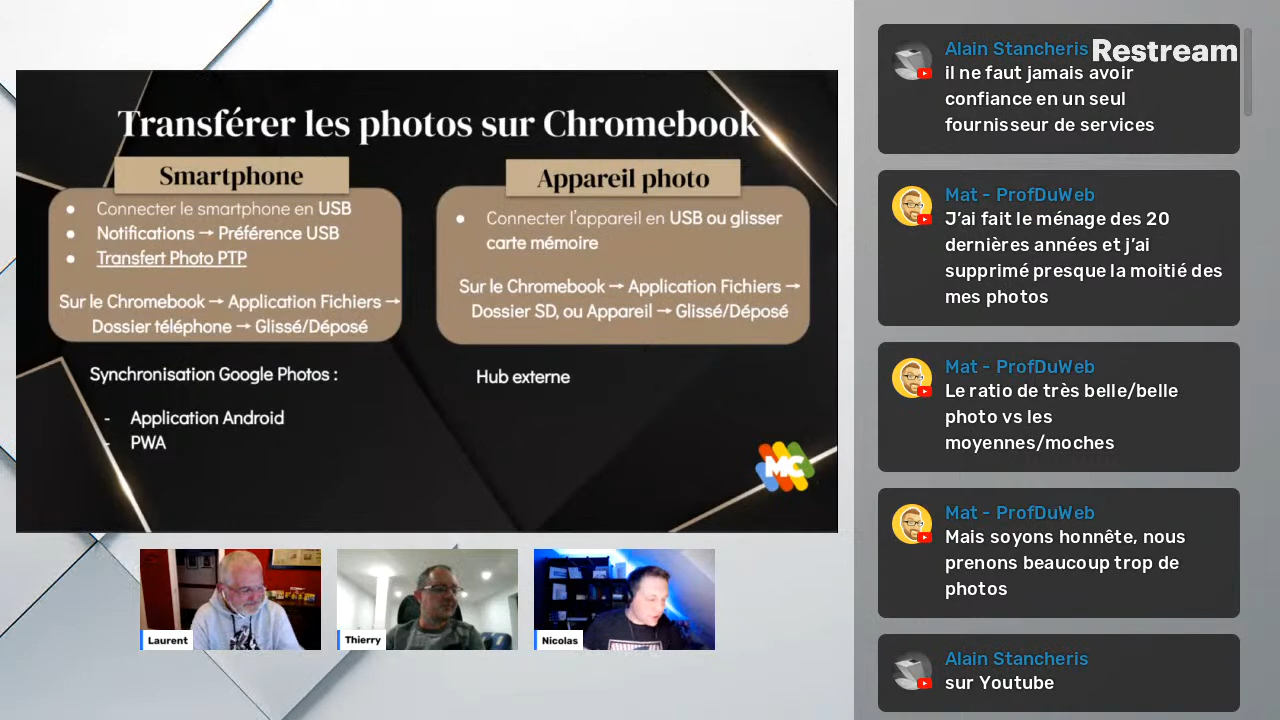 Transférer les photos sur Chromebook
Smartphone
Connecter le smartphone en USB
Notifications → Préférence USB
Transfert Photo PTP
Sur le Chromebook → Application Fichiers →
Dossier téléphone → Glissé/Déposé
Synchronisation Google Photos :
- Application Android
- PWA
Appareil photo
Connecter l'appareil en USB ou glisser
carte mémoire
Sur le Chromebook → Application Fichiers →
Dossier SD, ou Appareil → Glissé/Déposé
Hub externe
MC
Laurent
Thierry
Nicolas
Restream
Alain Stancheris
il ne faut jamais avoir
confiance en un seul
fournisseur de services
Mat - ProfDuWeb
J’ai fait le ménage des 20
dernières années et j’ai
supprimé presque la moitié des
mes photos
Mat - ProfDuWeb
Le ratio de très belle/belle
photo vs les
moyennes/moches
Mat - ProfDuWeb
Mais soyons honnête, nous
prenons beaucoup trop de
photos
Alain Stancheris
sur Youtube